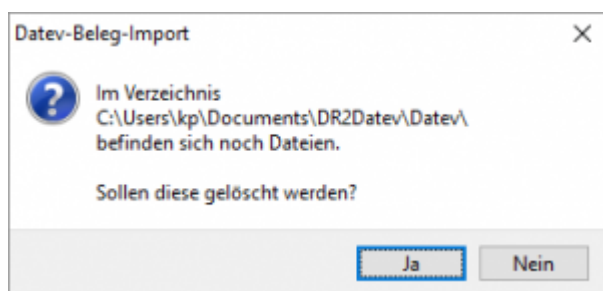 Datev-Beleg-Import
Im Verzeichnis
C:\Users\kp\Documents\DR2Datev\Datev\
befinden sich noch Dateien.
Sollen diese gelöscht werden?
Ja
Nein